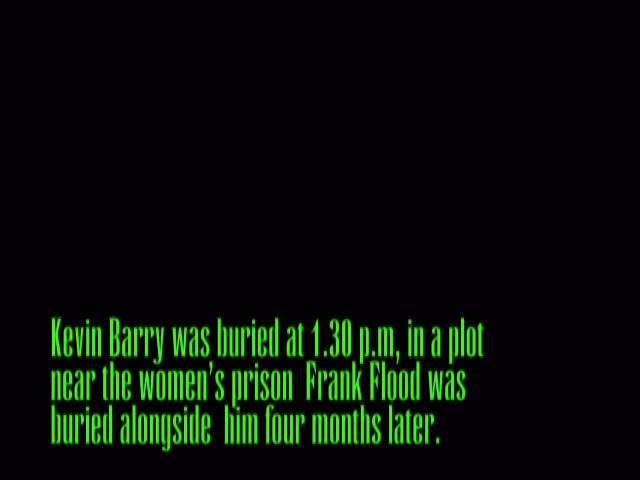 Kevin Barry was buried at 1.30 p.m, in a plot
near the women's prison  Frank Flood was
buried alongside  him four months later.